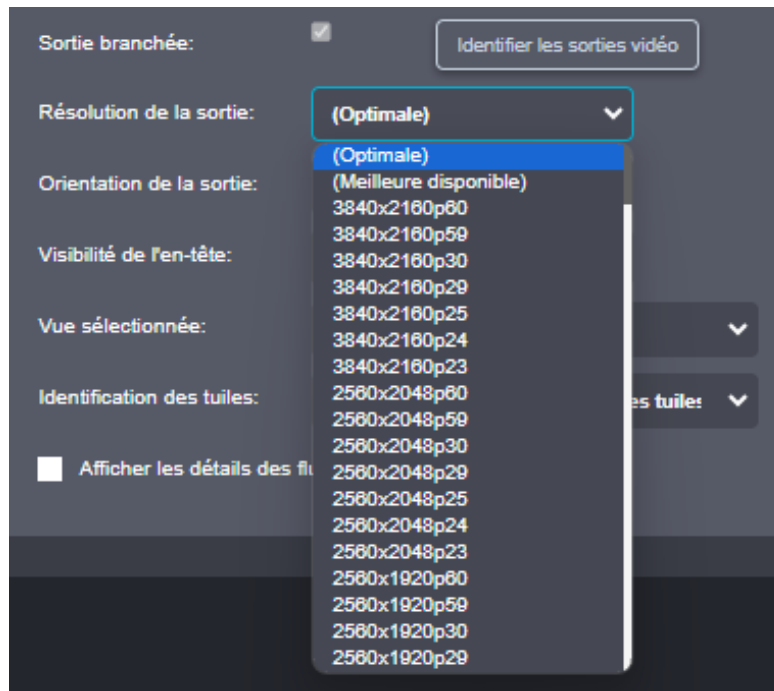 Sortie branchée:
Identifier les sorties vidéo
Résolution de la sortie:
(Optimale)
(Optimale)
Orientation de la sortie:
(Meilleure disponible)
3840x2160p60
3840x2160p59
Visibilité de l'en-tête:
3840x2160p30
3840x2160p29
3840x2160p25
Vue sélectionnée:
3840x2160p24
3840x2160p23
2560x2048p60
Identification des tuiles:
es tuiles
2560x2048p59
2560x2048p30
Afficher les détails des flu
2560x2048p29
2560x2048p25
2560x2048p24
2560x2048p23
2560x1920p60
2560x1920p59
2560x1920p30
2560x1920p29